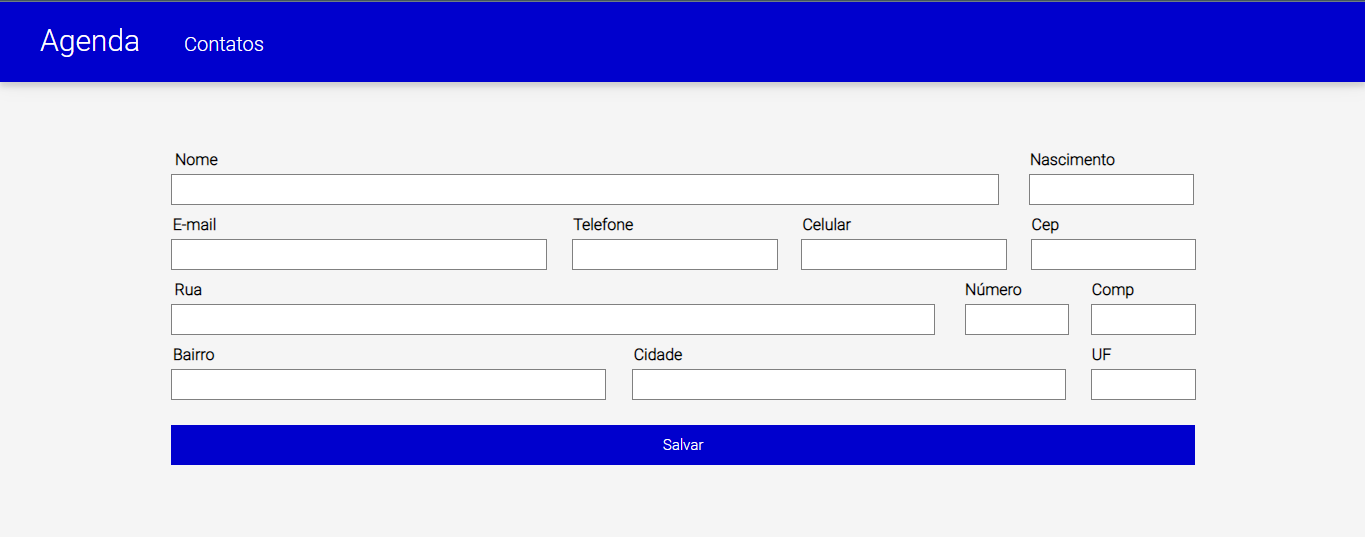 Agenda Contatos
Nome Nascimento
E-mail Telefone Celular Cep
Rua Número Comp
Bairro Cidade UF
Salvar